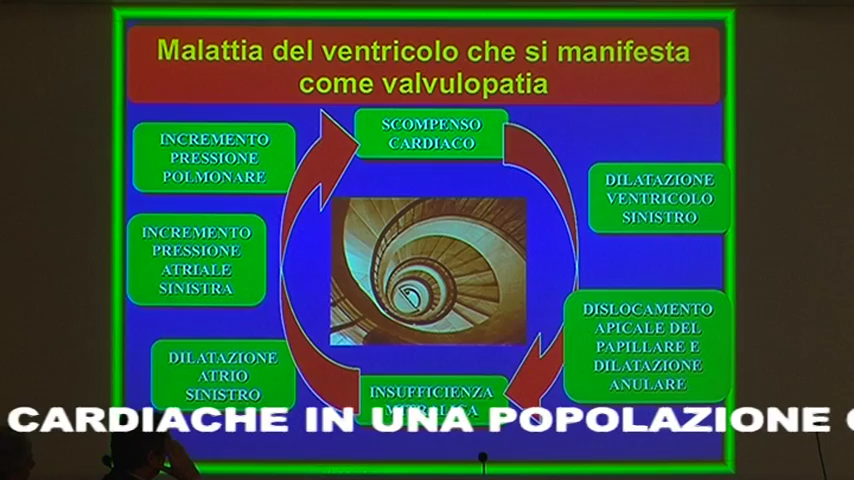 Malattia del ventricolo che si manifesta
come valvulopatia
SCOMPENSO
CARDIACO
INCREMENTO
PRESSIONE
POLMONARE
DILATAZIONE
VENTRICOLO
SINISTRO
INCREMENTO
PRESSIONE
ATRIALE
SINISTRA
DISLOCAMENTO
APICALE DEL
PAPILLARE E
DILATAZIONE
ANULARE
DILATAZIONE
ATRIO
SINISTRO
INSUFFICIENZA
MITRALICA
CARDIACHE IN UNA POPOLAZIONE